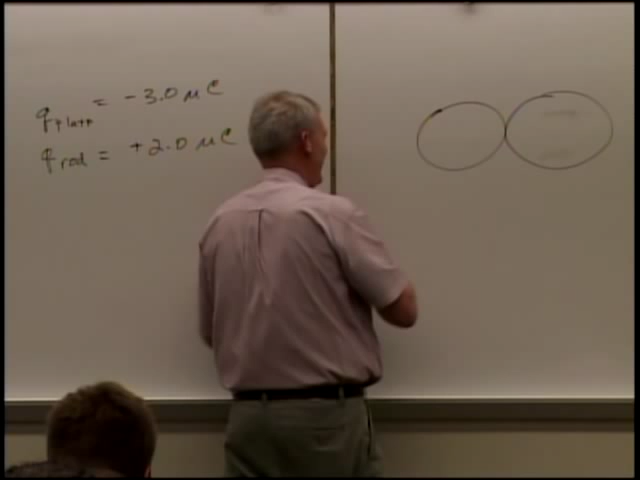 q plate = -3.0 μC
q rod = +2.0 μC